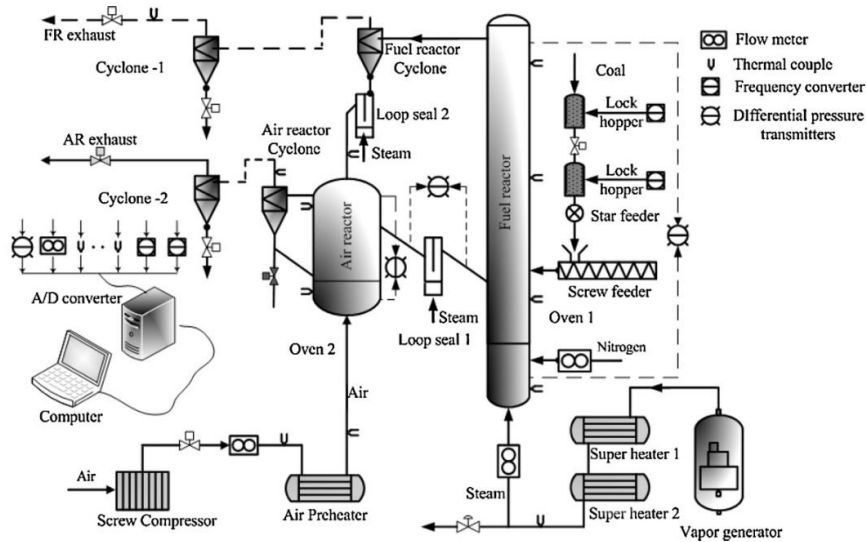 FR exhaust
Cyclone -1
Fuel reactor
Cyclone
Loop seal 2
Steam
Air reactor
Cyclone
AR exhaust
Cyclone -2
Air reactor
Fuel reactor
Coal
Lock
hopper
Lock
hopper
Star feeder
Screw feeder
Flow meter
Thermal couple
Frequency converter
DIfferential pressure
transmitters
A/D converter
Computer
Oven 2
Steam
Loop seal 1
Oven 1
Nitrogen
Air
Air
Screw Compressor
Air Preheater
Steam
Super heater 1
Super heater 2
Vapor generator